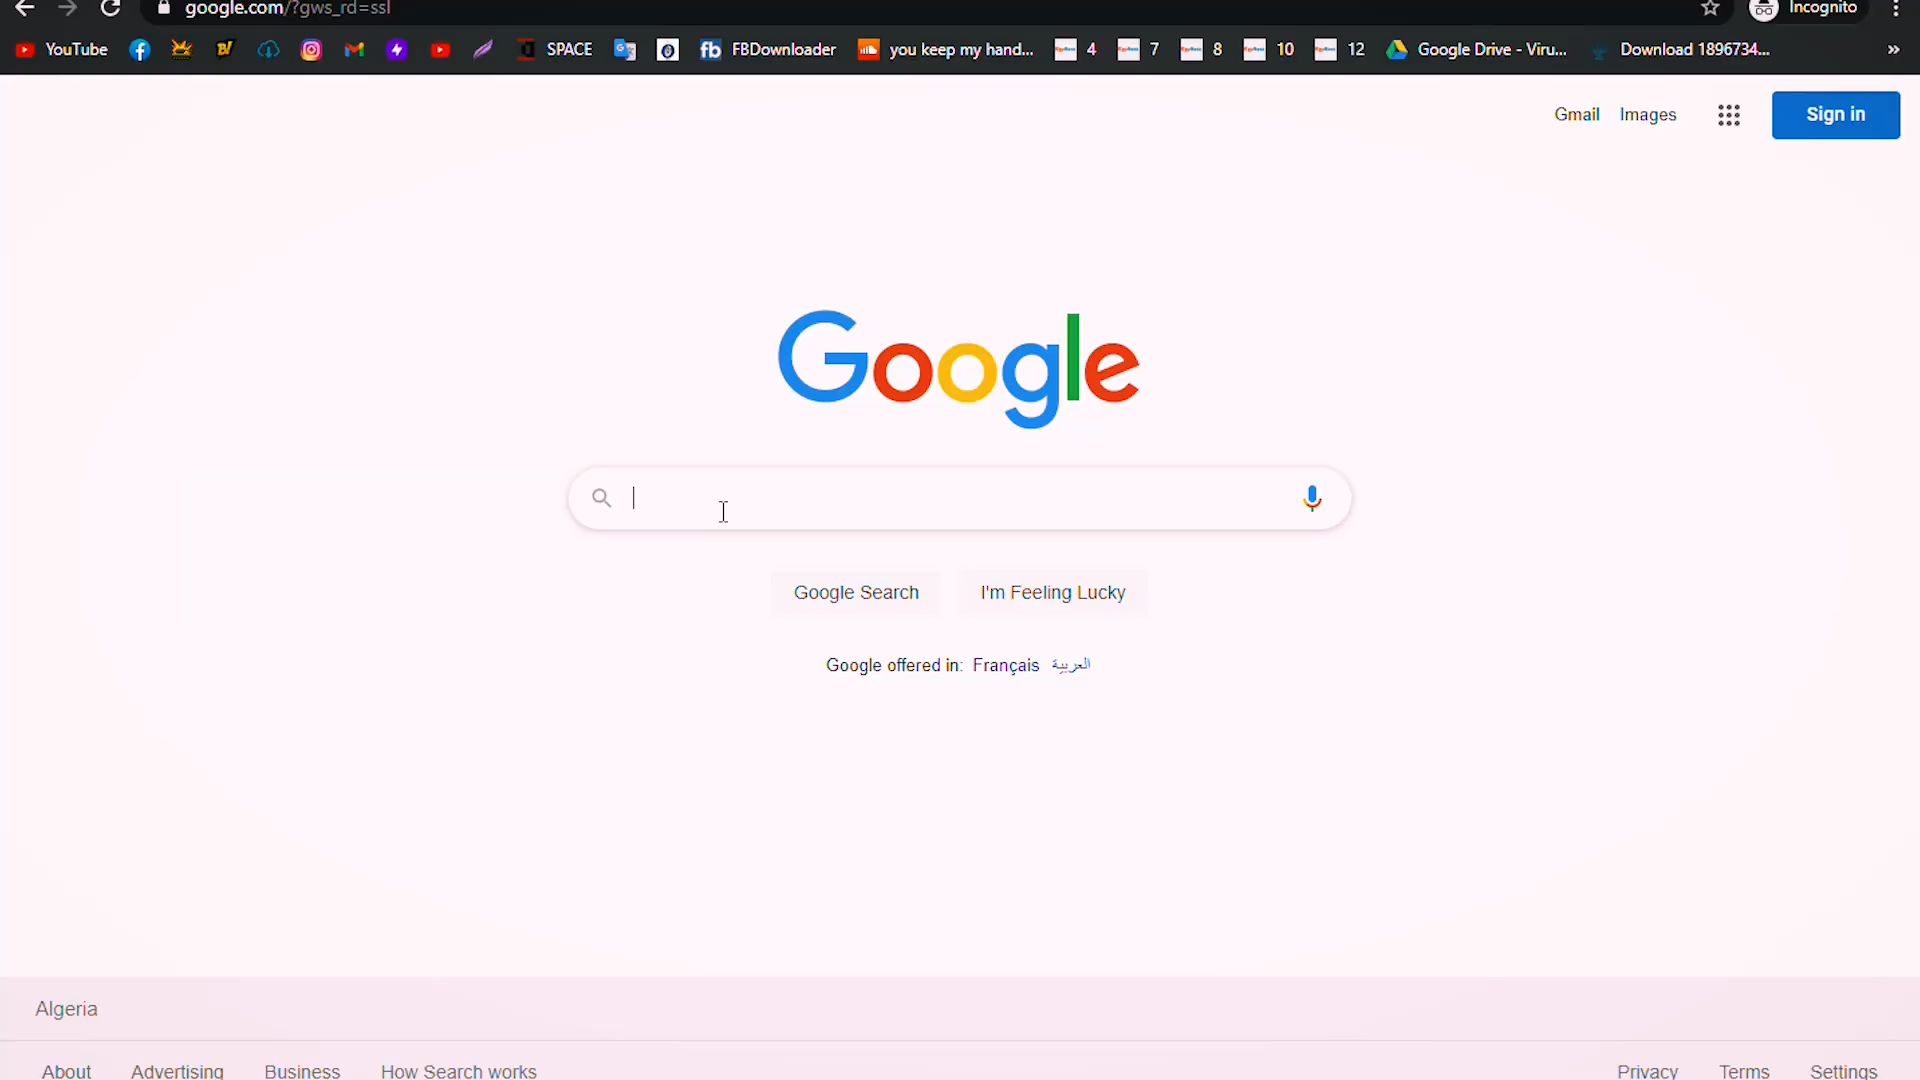 google.com/?gws_rd=ssl
Incognito
YouTube
SPACE
fb FBDownloader
you keep my hand...
4
7
8
10
12
Google Drive - Viru...
Download 1896734...
»
Gmail Images
Sign in
Google
Google Search
I'm Feeling Lucky
Google offered in: Français العربية
Algeria
About Advertising Business How Search works
Privacy Terms Settings